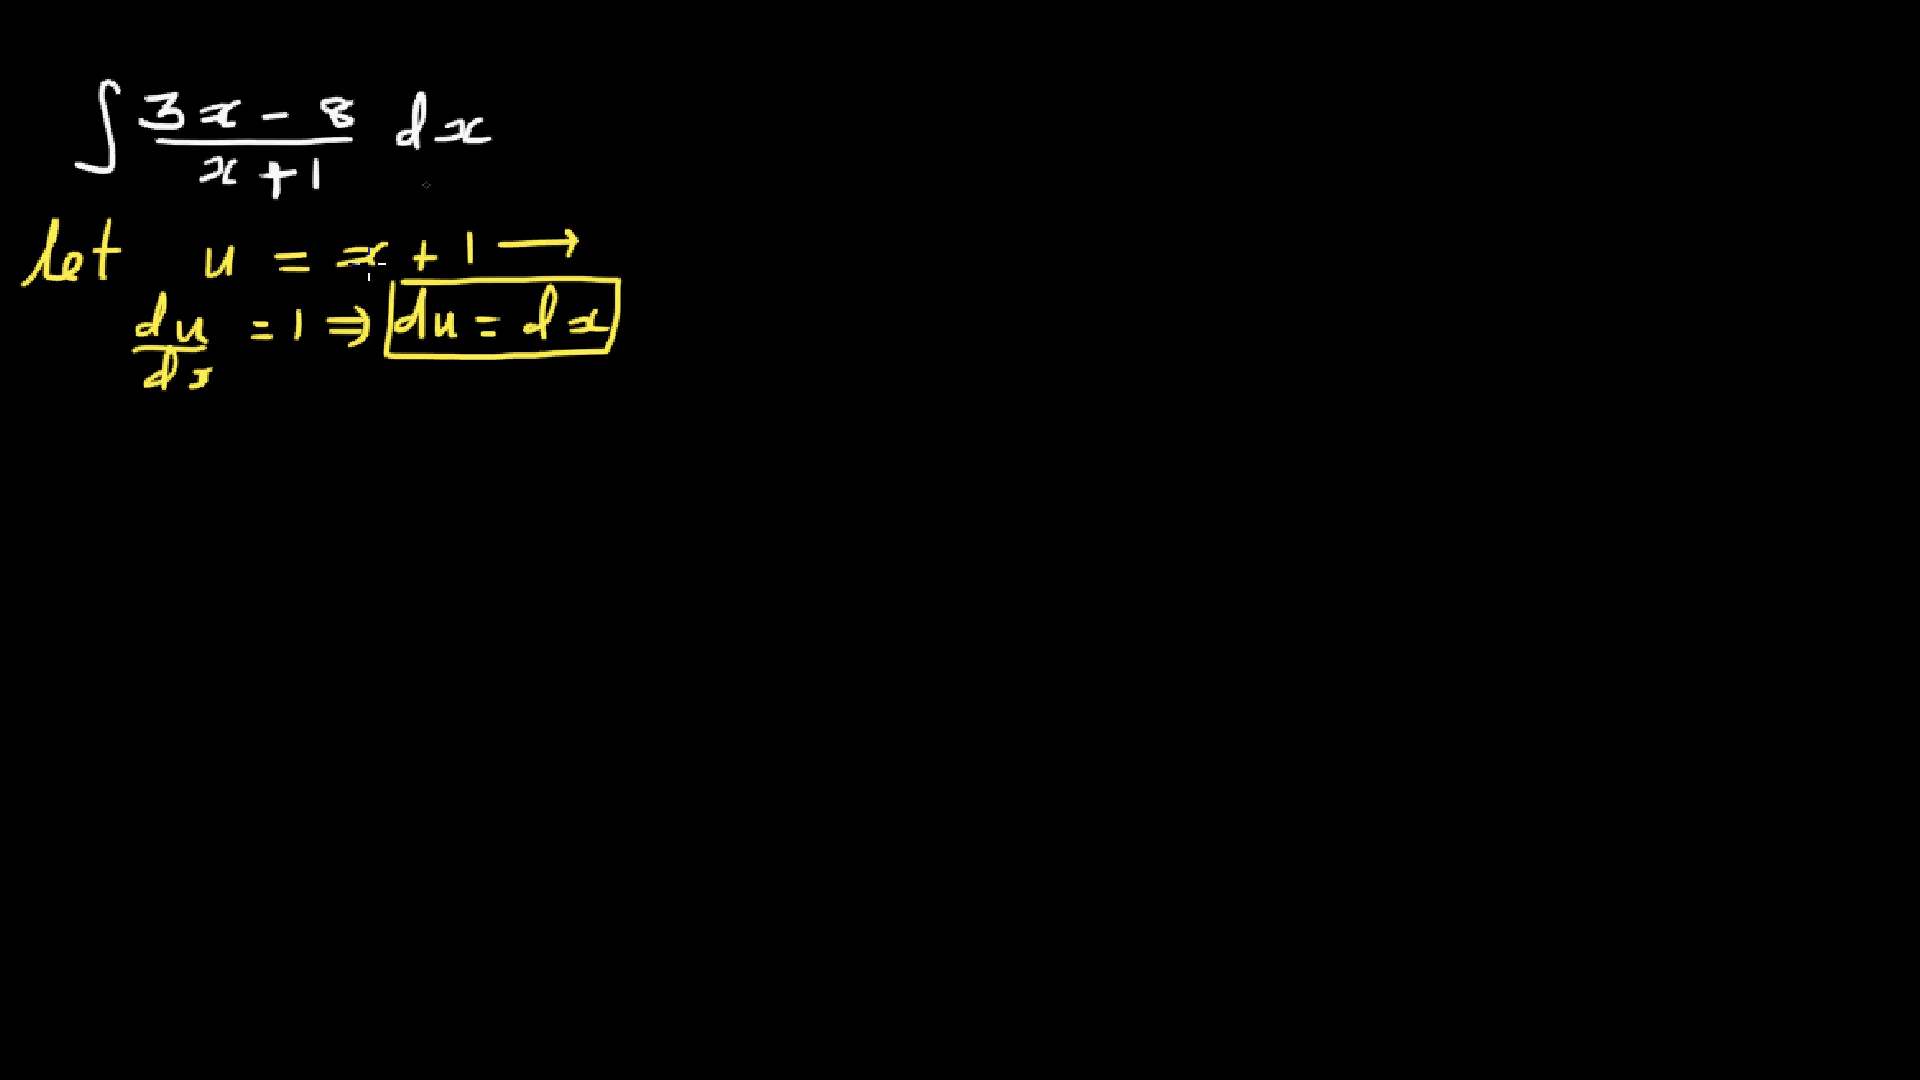 ∫ (3x - 8)/(x + 1) dx
let u = x + 1 →
du/dx = 1 ⇒ du = dx